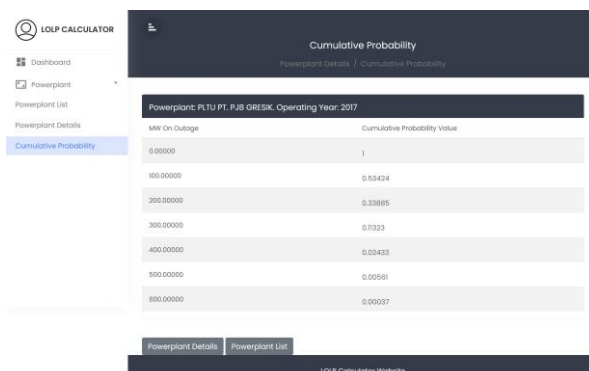 LOLP CALCULATOR
Dashboard
Powerplant
Powerplant List
Powerplant Details
Cumulative Probability
Cumulative Probability
Powerplant Details / Cumulative Probability
Powerplant: PLTU PT. PJB GRESIK. Operating Year: 2017
MW On Outage Cumulative Probability Value
0.00000 1
100.00000 0.53424
200.00000 0.33885
300.00000 0.11323
400.00000 0.02433
500.00000 0.00561
600.00000 0.00037
Powerplant Details Powerplant List
LOLP Calculator Website